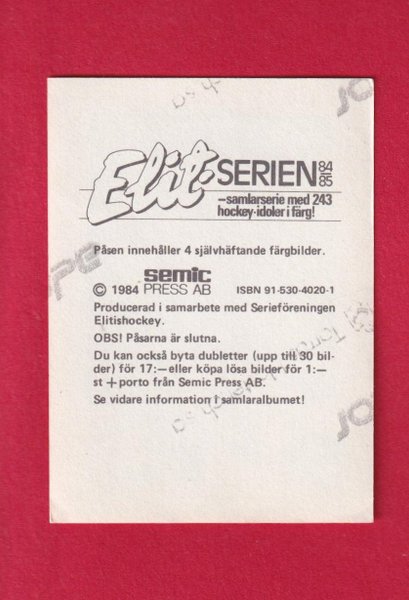 Elit-SERIEN 84 85
–samlarserie med 243
hockey-idoler i färg!
Påsen innehåller 4 självhäftande färgbilder.
semic
© 1984 PRESS AB ISBN 91-530-4020-1
Producerad i samarbete med Serieföreningen
Elitishockey.
OBS! Påsarna är slutna.
Du kan också byta dubletter (upp till 30 bil-
der) för 17:— eller köpa lösa bilder för 1:—
st + porto från Semic Press AB.
Se vidare information i samlaralbumet!